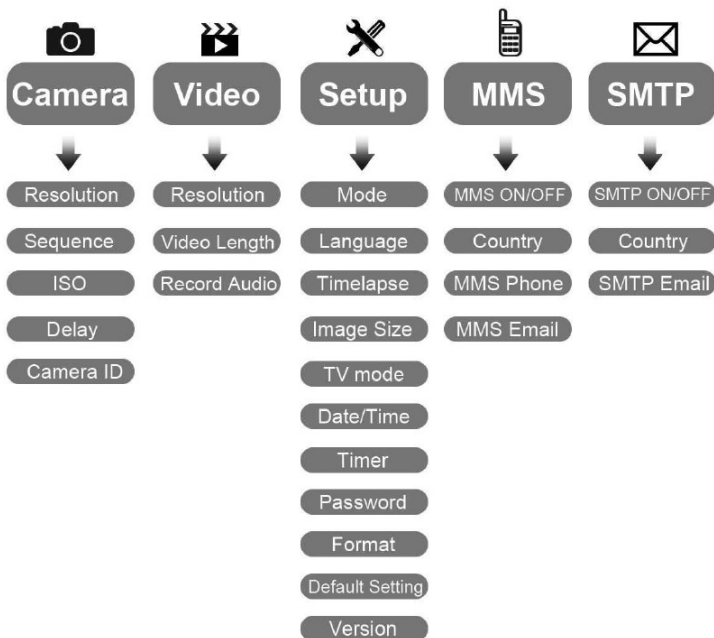 Camera
Video
Setup
MMS
SMTP
Resolution
Sequence
ISO
Delay
Camera ID
Resolution
Video Length
Record Audio
Mode
Language
Timelapse
Image Size
TV mode
Date/Time
Timer
Password
Format
Default Setting
Version
MMS ON/OFF
Country
MMS Phone
MMS Email
SMTP ON/OFF
Country
SMTP Email